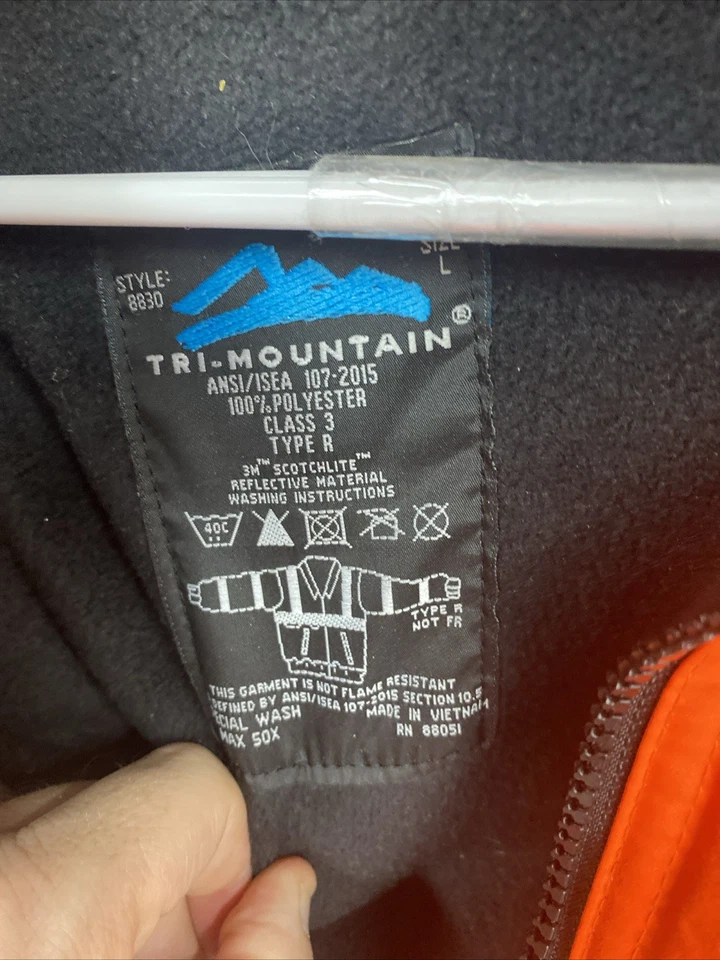 SIZE
L
STYLE:
8830
TRI-MOUNTAIN®
ANSI/ISEA 107-2015
100% POLYESTER
CLASS 3
TYPE R
3M™ SCOTCHLITE™
REFLECTIVE MATERIAL
WASHING INSTRUCTIONS
40C
TYPE R
NOT FR
THIS GARMENT IS NOT FLAME RESISTANT
DEFINED BY ANSI/ISEA 107-2015 SECTION 10.5
WASH MADE IN VIETNAM
MAX 50X RN 88051